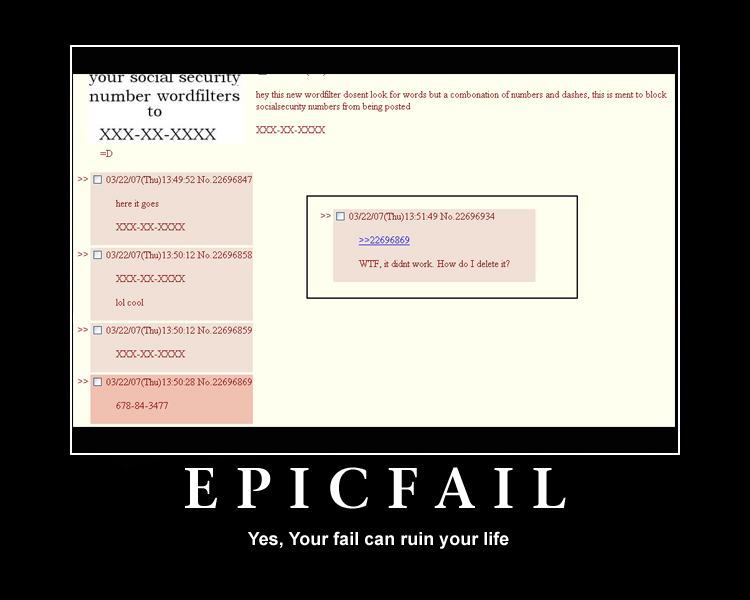 your social security
number wordfilters
to
XXX-XX-XXXX
=D
hey this new wordfilter dosent look for words but a combonation of numbers and dashes, this is ment to block
socialsecurity numbers from being posted
XXX-XX-XXXX
>> 03/22/07(Thu)13:49:52 No.22696847
here it goes
XXX-XX-XXXX
>> 03/22/07(Thu)13:50:12 No.22696858
XXX-XX-XXXX
lol cool
>> 03/22/07(Thu)13:50:12 No.22696859
XXX-XX-XXXX
>> 03/22/07(Thu)13:50:28 No.22696869
678-84-3477
>> 03/22/07(Thu)13:51:49 No.22696934
>>22696869
WTF, it didnt work. How do I delete it?
EPICFAIL
Yes, Your fail can ruin your life